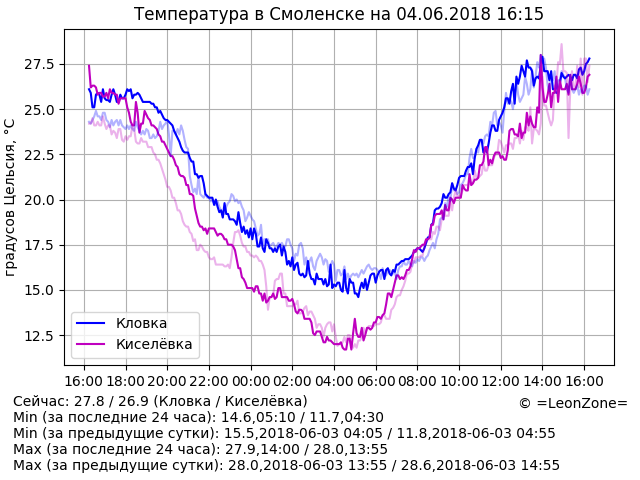 Температура в Смоленске на 04.06.2018 16:15
градусов Цельсия, °C
27.5
25.0
22.5
20.0
17.5
15.0
12.5
Кловка
Киселёвка
16:00 18:00 20:00 22:00 00:00 02:00 04:00 06:00 08:00 10:00 12:00 14:00 16:00
Сейчас: 27.8 / 26.9 (Кловка / Киселёвка)
© =LeonZone=
Min (за последние 24 часа): 14.6,05:10 / 11.7,04:30
Min (за предыдущие сутки): 15.5,2018-06-03 04:05 / 11.8,2018-06-03 04:55
Max (за последние 24 часа): 27.9,14:00 / 28.0,13:55
Max (за предыдущие сутки): 28.0,2018-06-03 13:55 / 28.6,2018-06-03 14:55